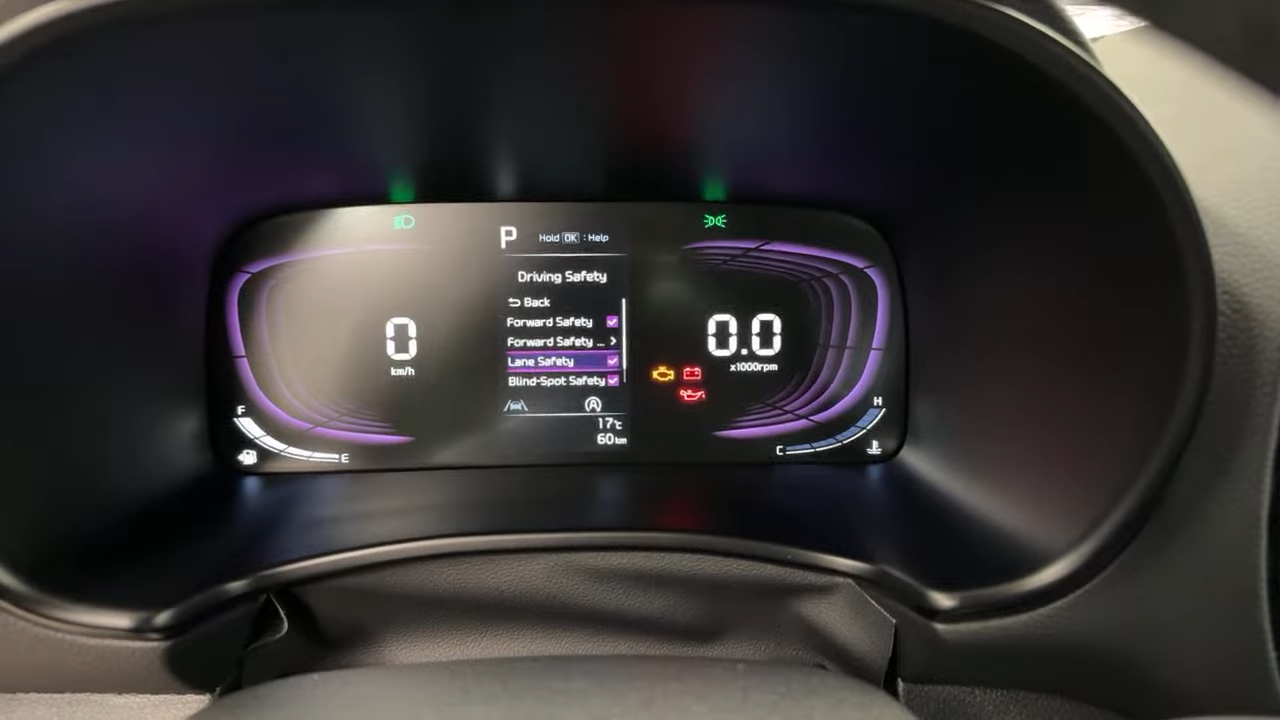 P Hold OK : Help
Driving Safety
Back
Forward Safety
Forward Safety ...
Lane Safety
Blind-Spot Safety
A
17°c
60km
0
km/h
F
E
0.0
x1000rpm
H
C